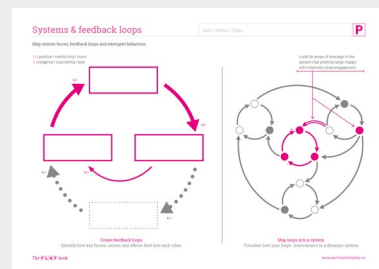 Systems & feedback loops
Date / Author / Topic:
P
Map system forces, feedback loops and emergent behaviour
(+) positive / reinforcing / more
(-) negative / countering / less
Look for areas of leverage in the
system that promise large insight
with relatively small engagement.
+/-
+/-
+/-
+/-
+/-
+/-
Create feedback loops
Identify how key forces, causes and effects feed into each other.
Map loops into a system
Visualise how your loops interconnect in a dynamic system
The PLAY book